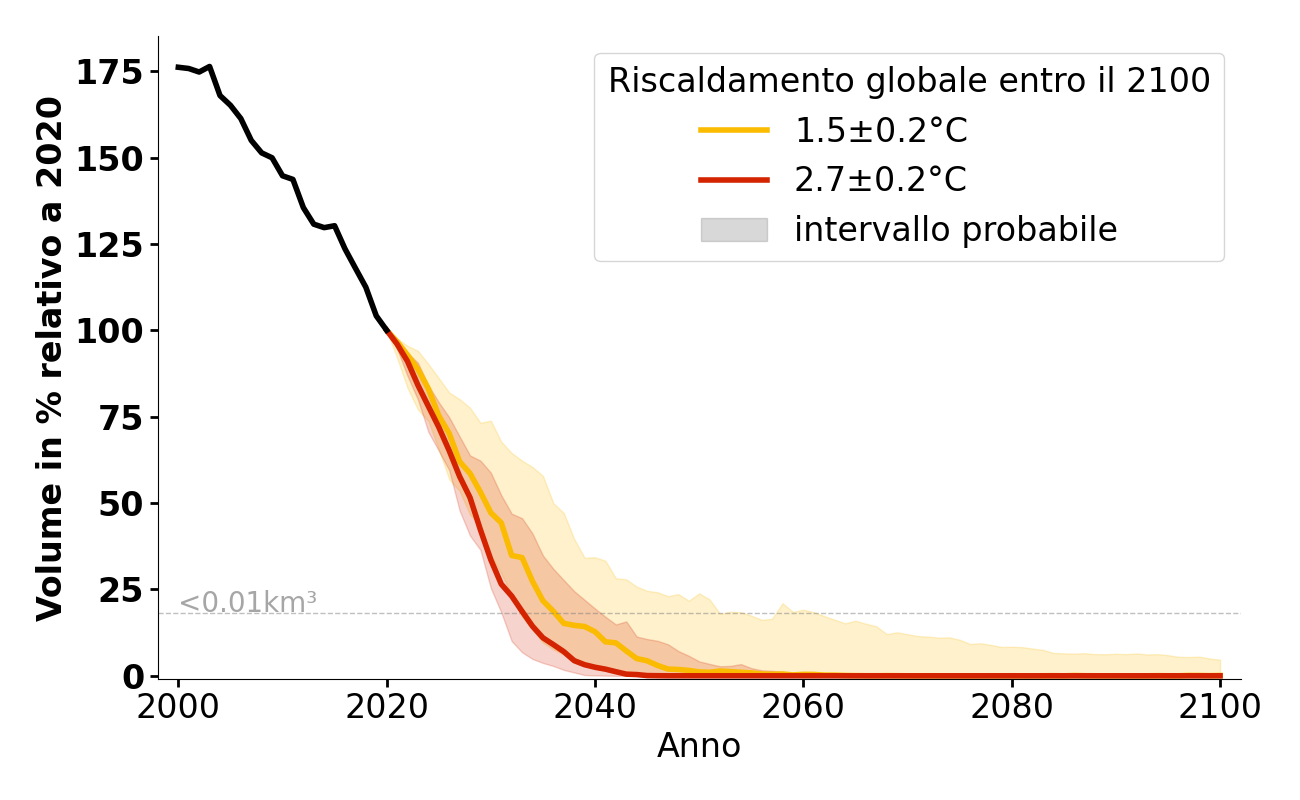 Riscaldamento globale entro il 2100
1.5±0.2°C
2.7±0.2°C
intervallo probabile
Volume in % relativo a 2020
175
150
125
100
75
50
25
0
<0.01km³
2000 2020 2040 2060 2080 2100
Anno